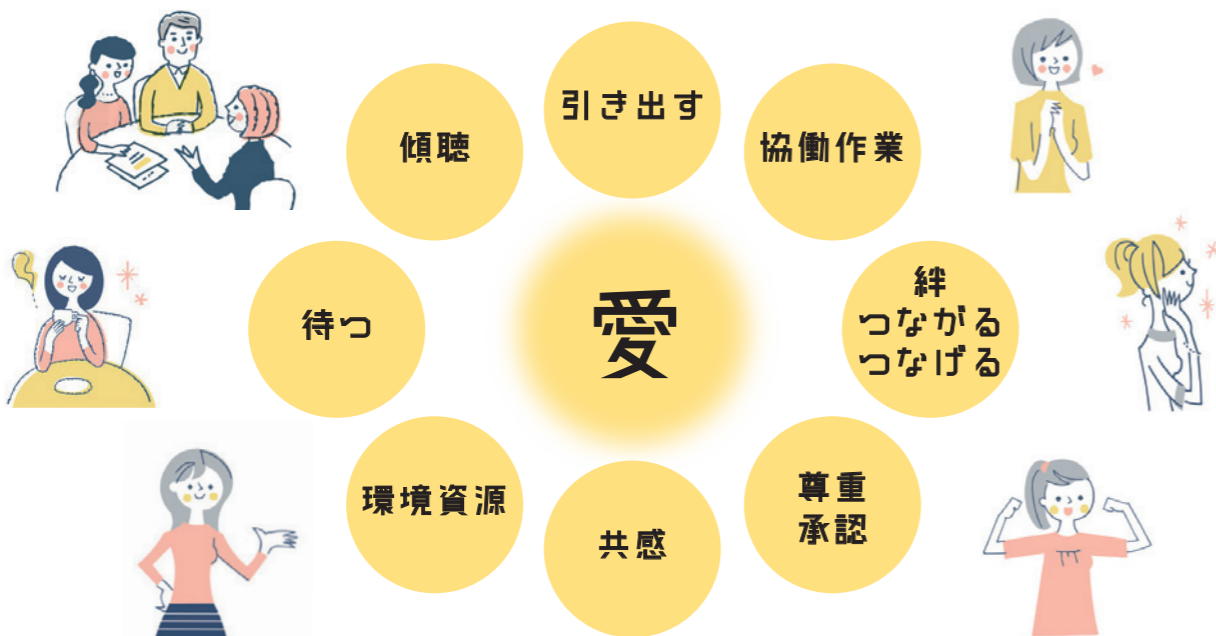 引き出す
傾聴
協働作業
待つ
愛
絆
つながる
つなげる
環境資源
共感
尊重
承認